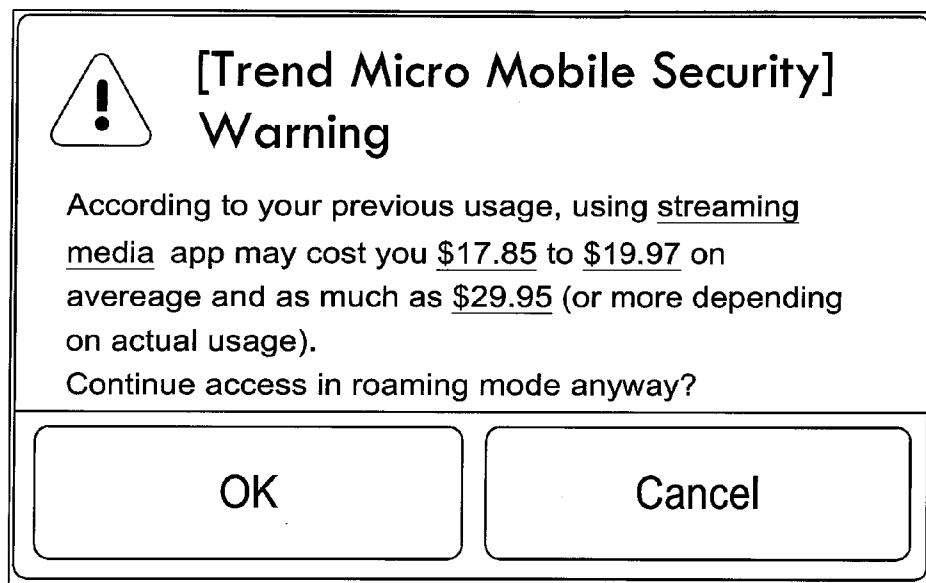 [Trend Micro Mobile Security]
Warning
According to your previous usage, using streaming
media app may cost you $17.85 to $19.97 on
avereage and as much as $29.95 (or more depending
on actual usage).
Continue access in roaming mode anyway?
OK
Cancel